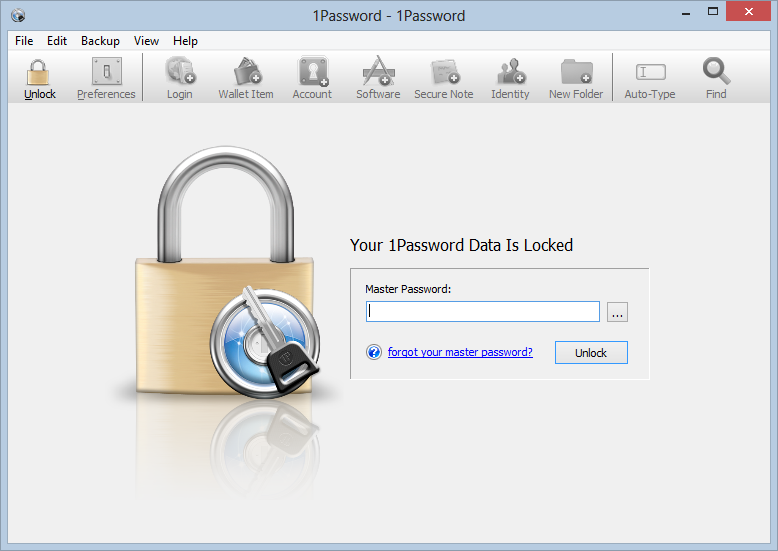 1Password - 1Password
File Edit Backup View Help
Unlock Preferences Login Wallet Item Account Software Secure Note Identity New Folder Auto-Type Find
Your 1Password Data Is Locked
Master Password:
...
forgot your master password? Unlock